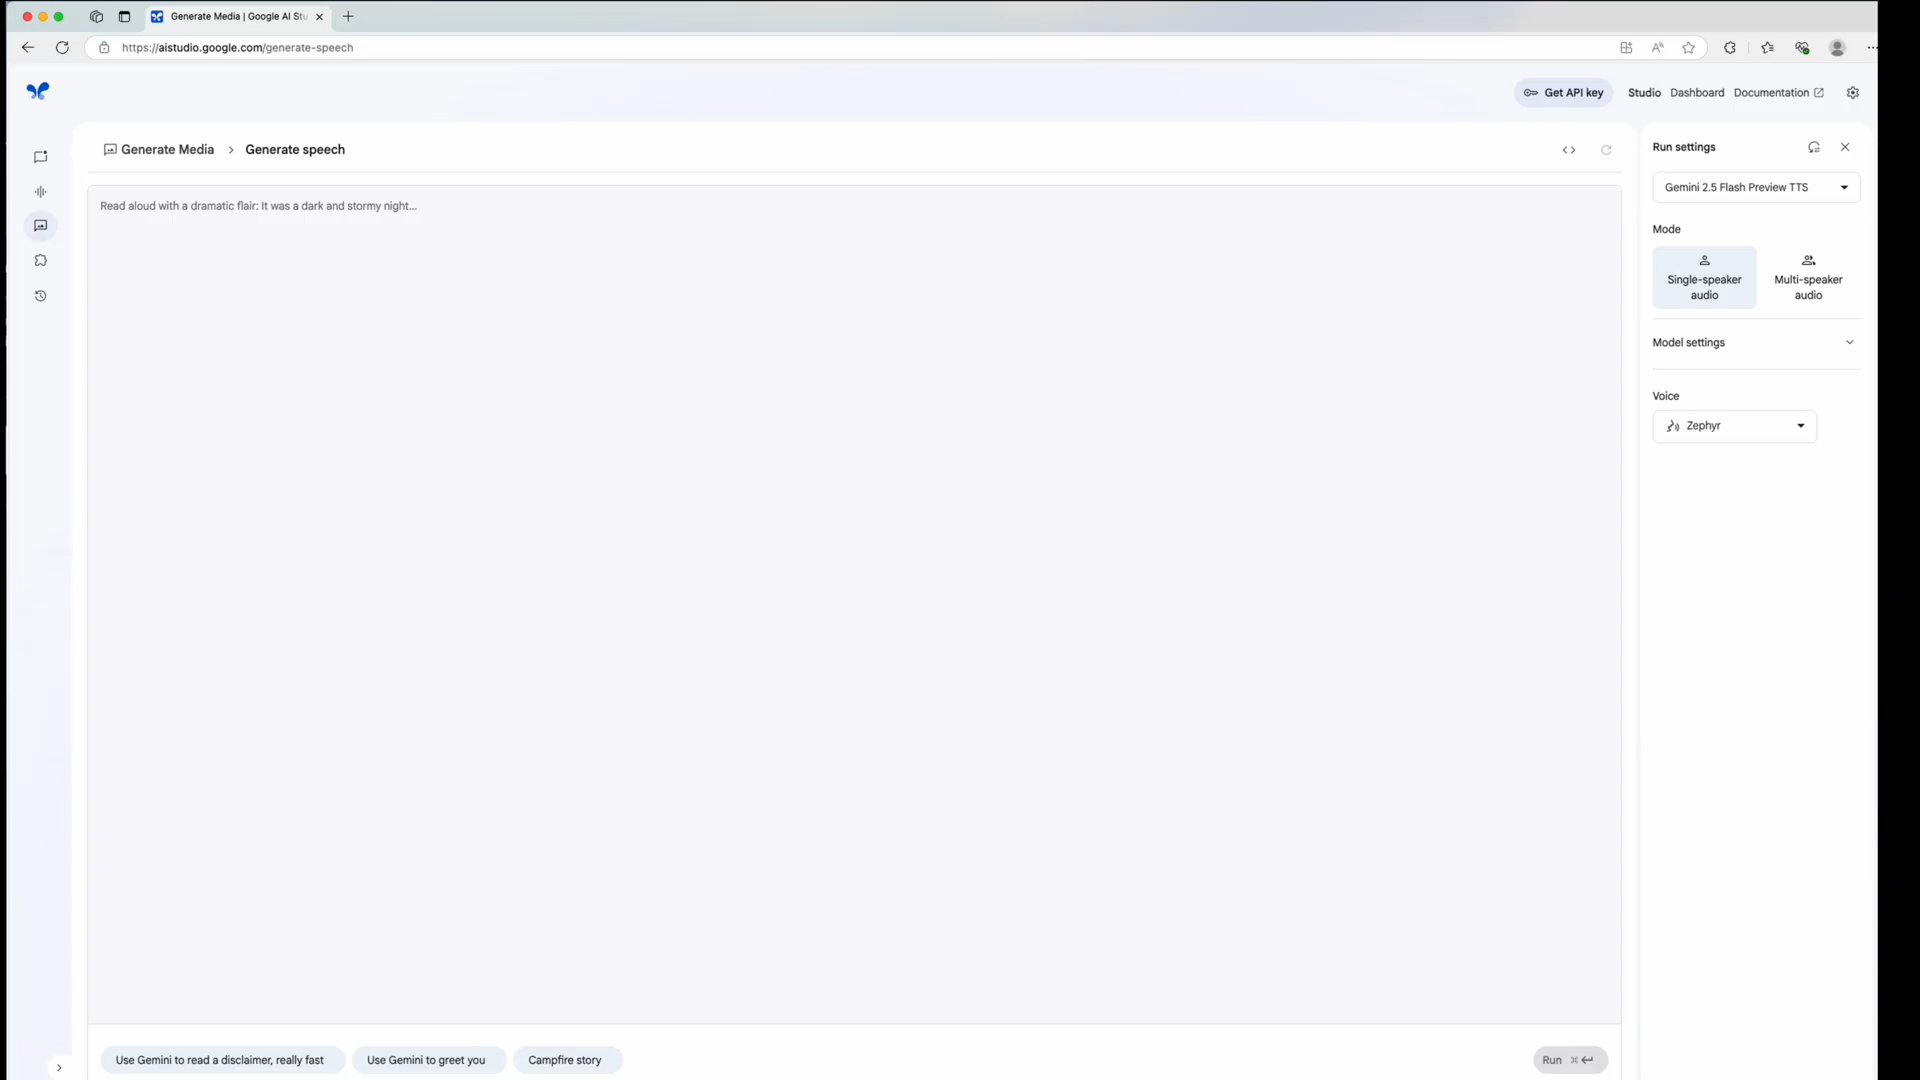 Generate Media | Google AI Stu
https://aistudio.google.com/generate-speech
Get API key
Studio
Dashboard
Documentation
Generate Media > Generate speech
Run settings
Gemini 2.5 Flash Preview TTS
Read aloud with a dramatic flair: It was a dark and stormy night...
Mode
Single-speaker
audio
Multi-speaker
audio
Model settings
Voice
Zephyr
Use Gemini to read a disclaimer, really fast
Use Gemini to greet you
Campfire story
Run ⌘↵